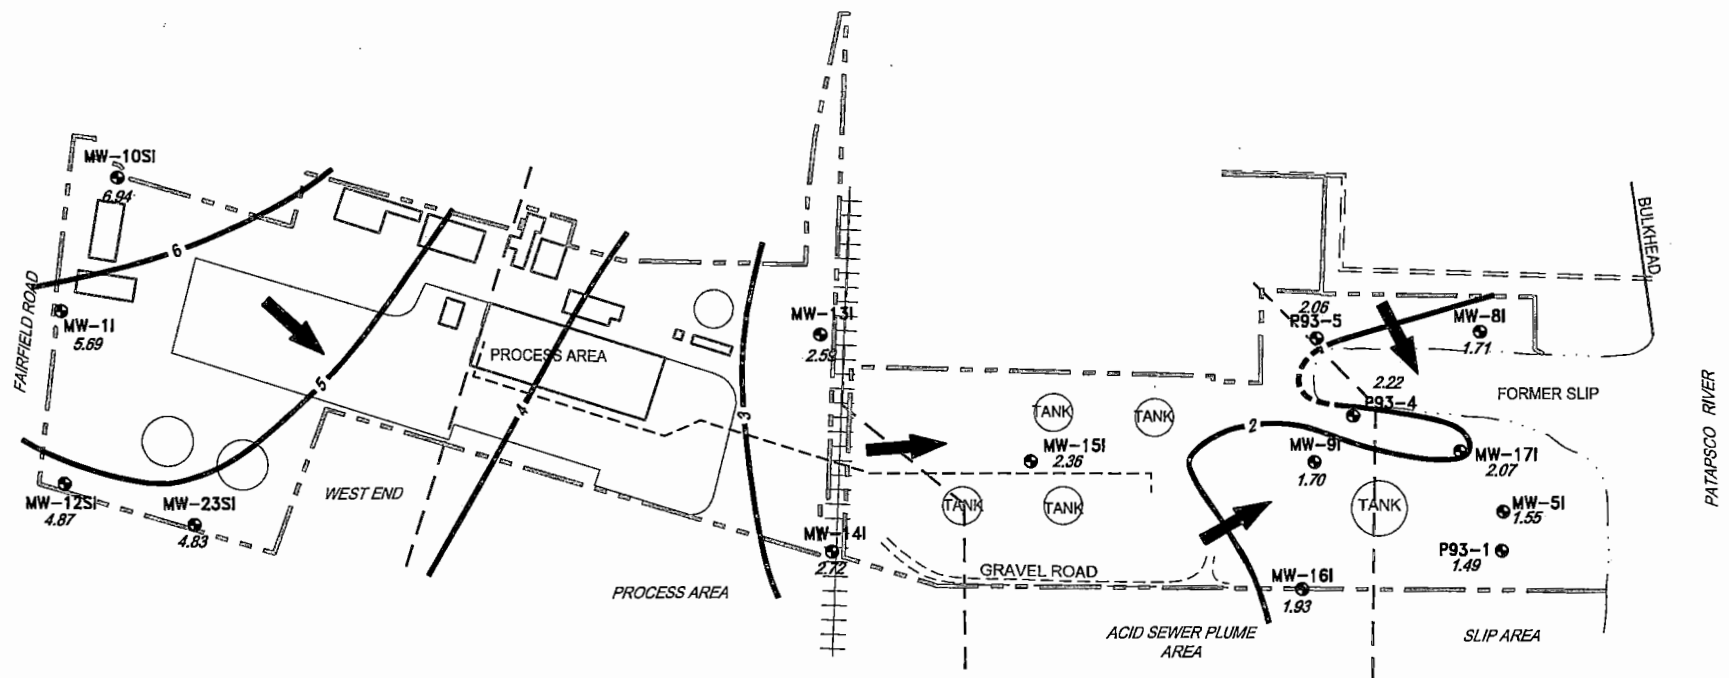 MW-10SI
6.94
BULKHEAD
6
FAIRFIELD ROAD
MW-1I
5.69
MW-13I
2.59
2.06
P93-5
MW-8I
1.71
PROCESS AREA
5
4
3
2.22
P93-4
FORMER SLIP
PATAPSCO RIVER
TANK
TANK
2
MW-15I
2.36
MW-9I
1.70
MW-17I
2.07
MW-12SI
4.87
MW-23SI
4.83
WEST END
TANK
TANK
TANK
MW-5I
1.55
MW-14I
2.72
P93-1
1.49
GRAVEL ROAD
MW-16I
1.93
PROCESS AREA
ACID SEWER PLUME
AREA
SLIP AREA